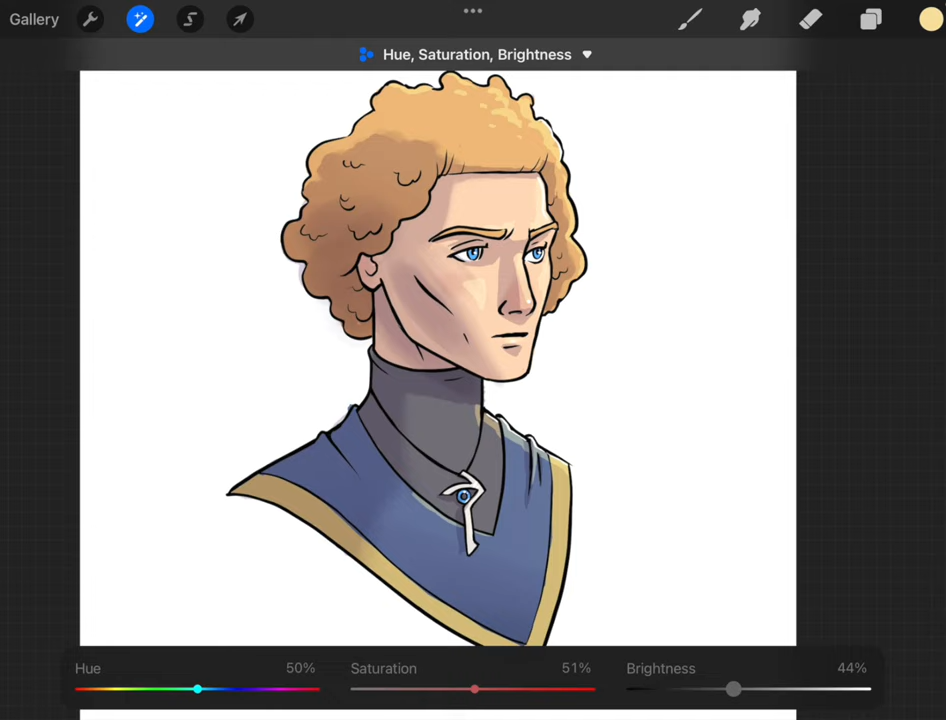 Gallery
Hue, Saturation, Brightness
Hue 50% Saturation 51% Brightness 44%